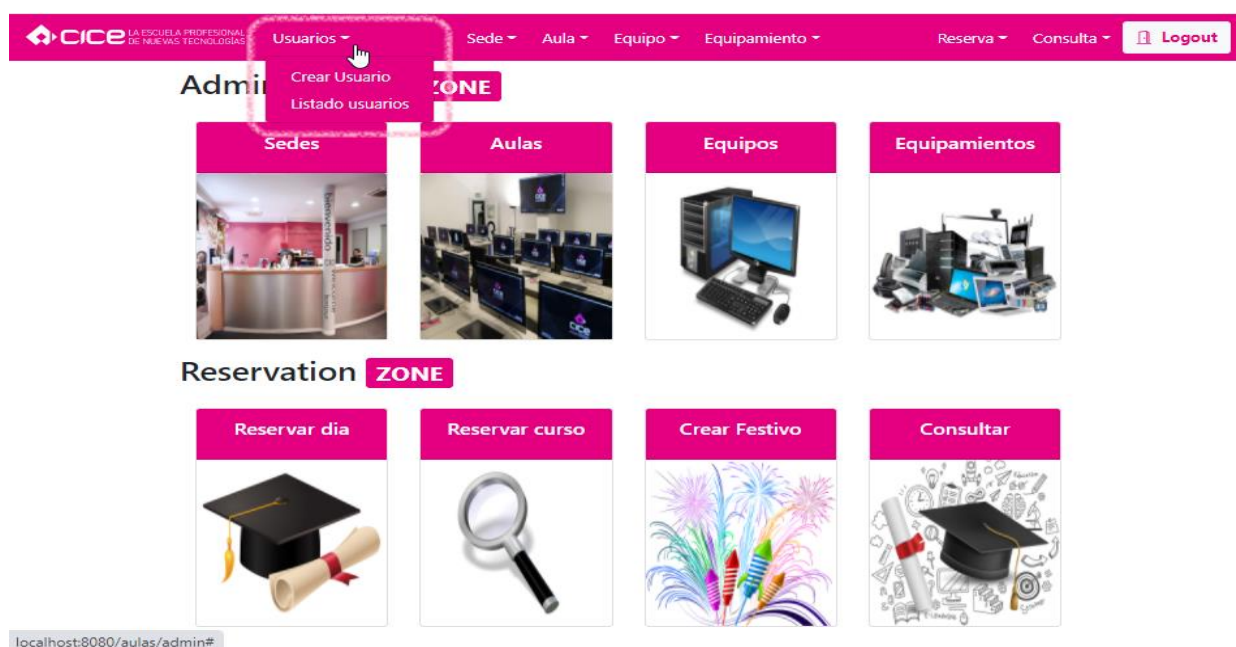 CICE LA ESCUELA PROFESIONAL DE NUEVAS TECNOLOGÍAS
Usuarios Sede Aula Equipo Equipamiento Reserva Consulta Logout
Crear Usuario
Listado usuarios
Admi ZONE
Sedes Aulas Equipos Equipamientos
bienvenido
cice
Reservation ZONE
Reservar dia Reservar curso Crear Festivo Consultar
localhost:8080/aulas/admin#